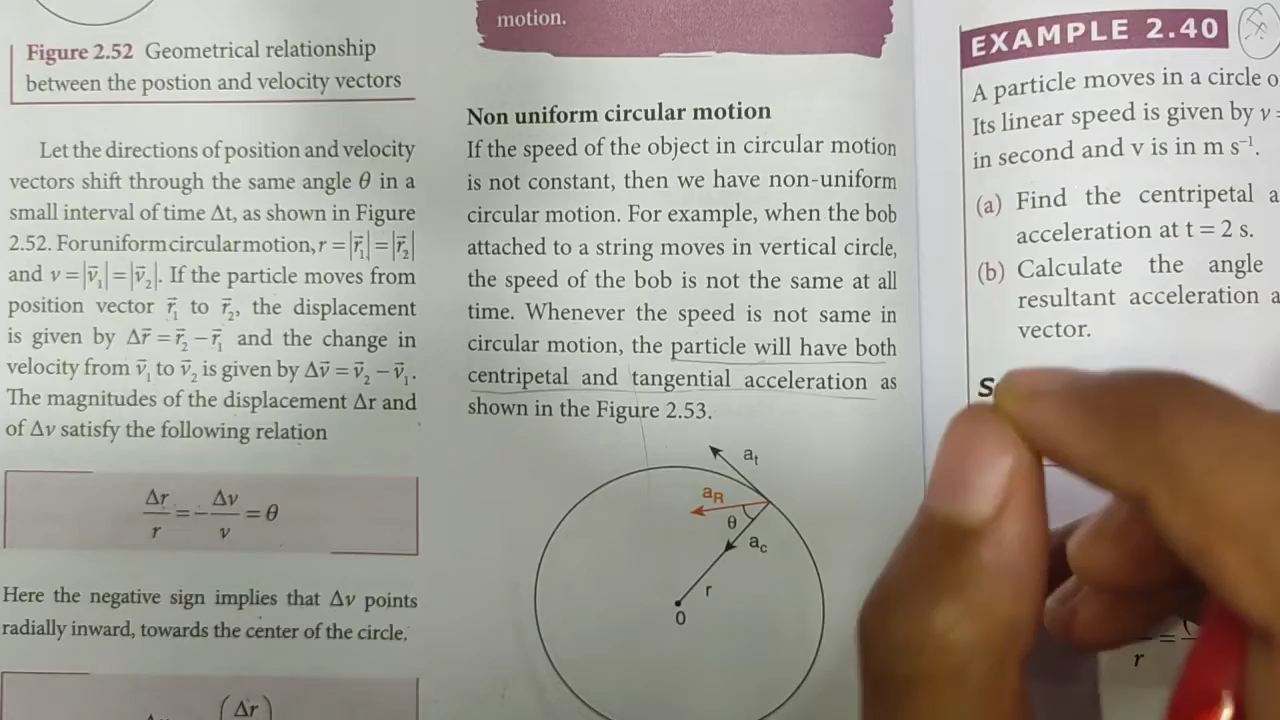 Figure 2.52 Geometrical relationship
between the postion and velocity vectors
Let the directions of position and velocity
vectors shift through the same angle θ in a
small interval of time Δt, as shown in Figure
2.52. For uniform circular motion, r = |r⃗₁| = |r⃗₂|
and v = |v⃗₁| = |v⃗₂|. If the particle moves from
position vector r⃗₁ to r⃗₂, the displacement
is given by Δr⃗ = r⃗₂ − r⃗₁ and the change in
velocity from v⃗₁ to v⃗₂ is given by Δv⃗ = v⃗₂ − v⃗₁.
The magnitudes of the displacement Δr and
of Δv satisfy the following relation
Δr/r = − Δv/v = θ
Here the negative sign implies that Δv points
radially inward, towards the center of the circle.
(Δr)
motion.
Non uniform circular motion
If the speed of the object in circular motion
is not constant, then we have non-uniform
circular motion. For example, when the bob
attached to a string moves in vertical circle,
the speed of the bob is not the same at all
time. Whenever the speed is not same in
circular motion, the particle will have both
centripetal and tangential acceleration as
shown in the Figure 2.53.
aₜ
a_R
θ
a_c
r
0
EXAMPLE 2.40
A particle moves in a circle o
Its linear speed is given by v =
in second and v is in m s⁻¹.
(a) Find the centripetal a
acceleration at t = 2 s.
(b) Calculate the angle
resultant acceleration a
vector.
S
r
=